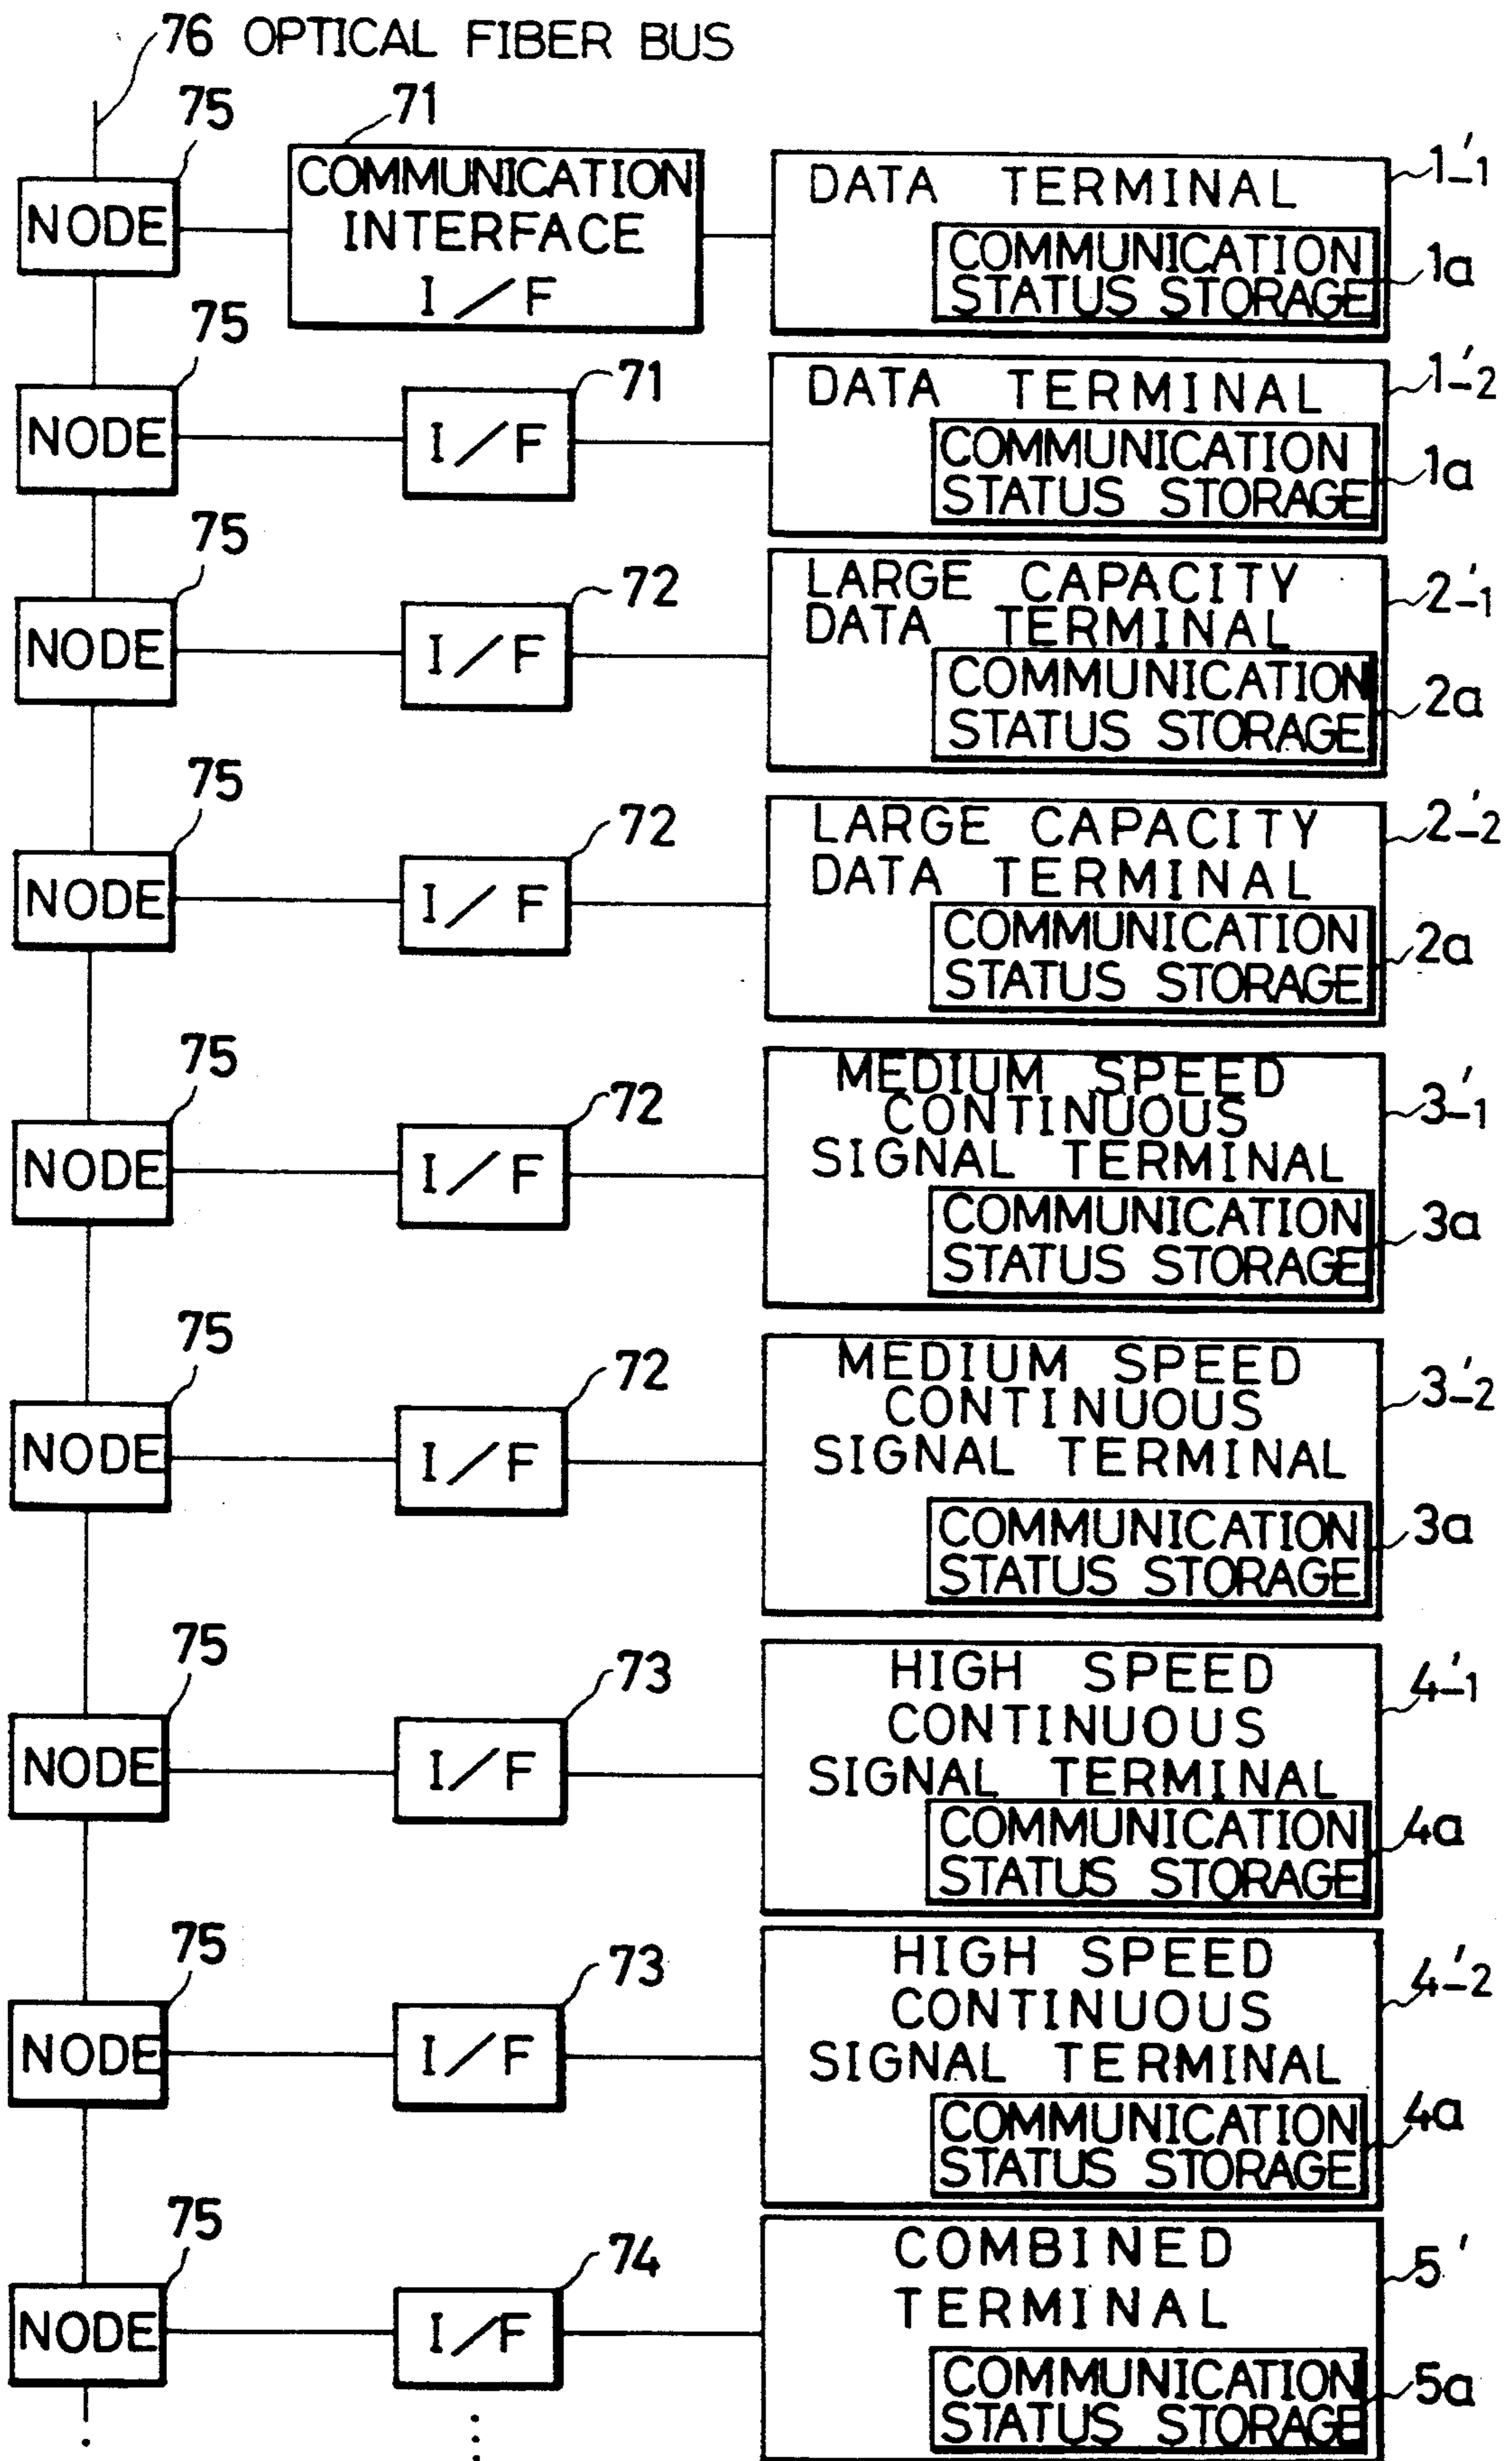 76 OPTICAL FIBER BUS
75
71
NODE
COMMUNICATION
INTERFACE
I/F
DATA TERMINAL
1'-1
COMMUNICATION
STATUS STORAGE
1a
75
71
NODE
I/F
DATA TERMINAL
1'-2
COMMUNICATION
STATUS STORAGE
1a
75
72
NODE
I/F
LARGE CAPACITY
DATA TERMINAL
2'-1
COMMUNICATION
STATUS STORAGE
2a
75
72
NODE
I/F
LARGE CAPACITY
DATA TERMINAL
2'-2
COMMUNICATION
STATUS STORAGE
2a
75
72
NODE
I/F
MEDIUM SPEED
CONTINUOUS
SIGNAL TERMINAL
3'-1
COMMUNICATION
STATUS STORAGE
3a
75
72
NODE
I/F
MEDIUM SPEED
CONTINUOUS
SIGNAL TERMINAL
3'-2
COMMUNICATION
STATUS STORAGE
3a
75
73
NODE
I/F
HIGH SPEED
CONTINUOUS
SIGNAL TERMINAL
4'-1
COMMUNICATION
STATUS STORAGE
4a
75
73
NODE
I/F
HIGH SPEED
CONTINUOUS
SIGNAL TERMINAL
4'-2
COMMUNICATION
STATUS STORAGE
4a
75
74
NODE
I/F
COMBINED
TERMINAL
5'
COMMUNICATION
STATUS STORAGE
5a